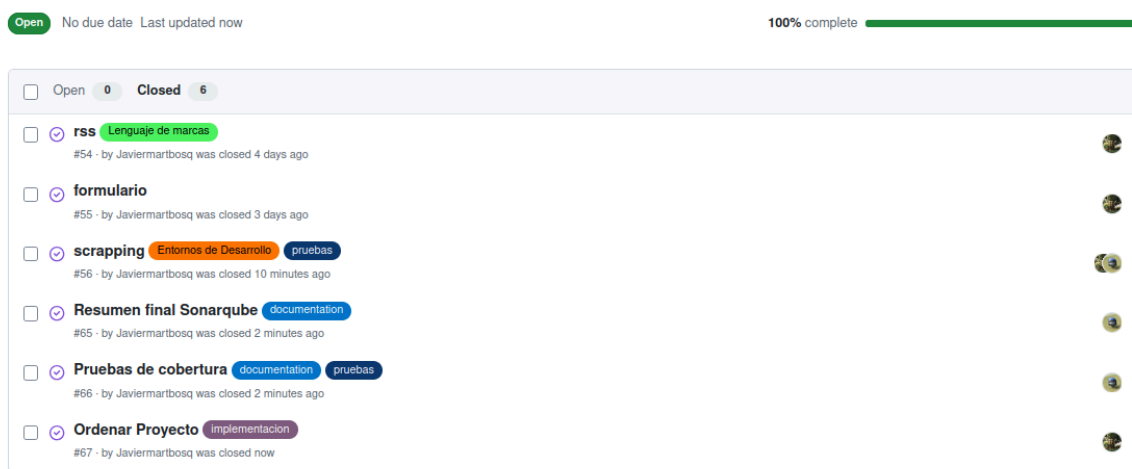 Open No due date Last updated now 100% complete
Open 0 Closed 6
rss Lenguaje de marcas
#54 · by Javiermartbosq was closed 4 days ago
formulario
#55 · by Javiermartbosq was closed 3 days ago
scrapping Entornos de Desarrollo pruebas
#56 · by Javiermartbosq was closed 10 minutes ago
Resumen final Sonarqube documentation
#65 · by Javiermartbosq was closed 2 minutes ago
Pruebas de cobertura documentation pruebas
#66 · by Javiermartbosq was closed 2 minutes ago
Ordenar Proyecto implementacion
#67 · by Javiermartbosq was closed now